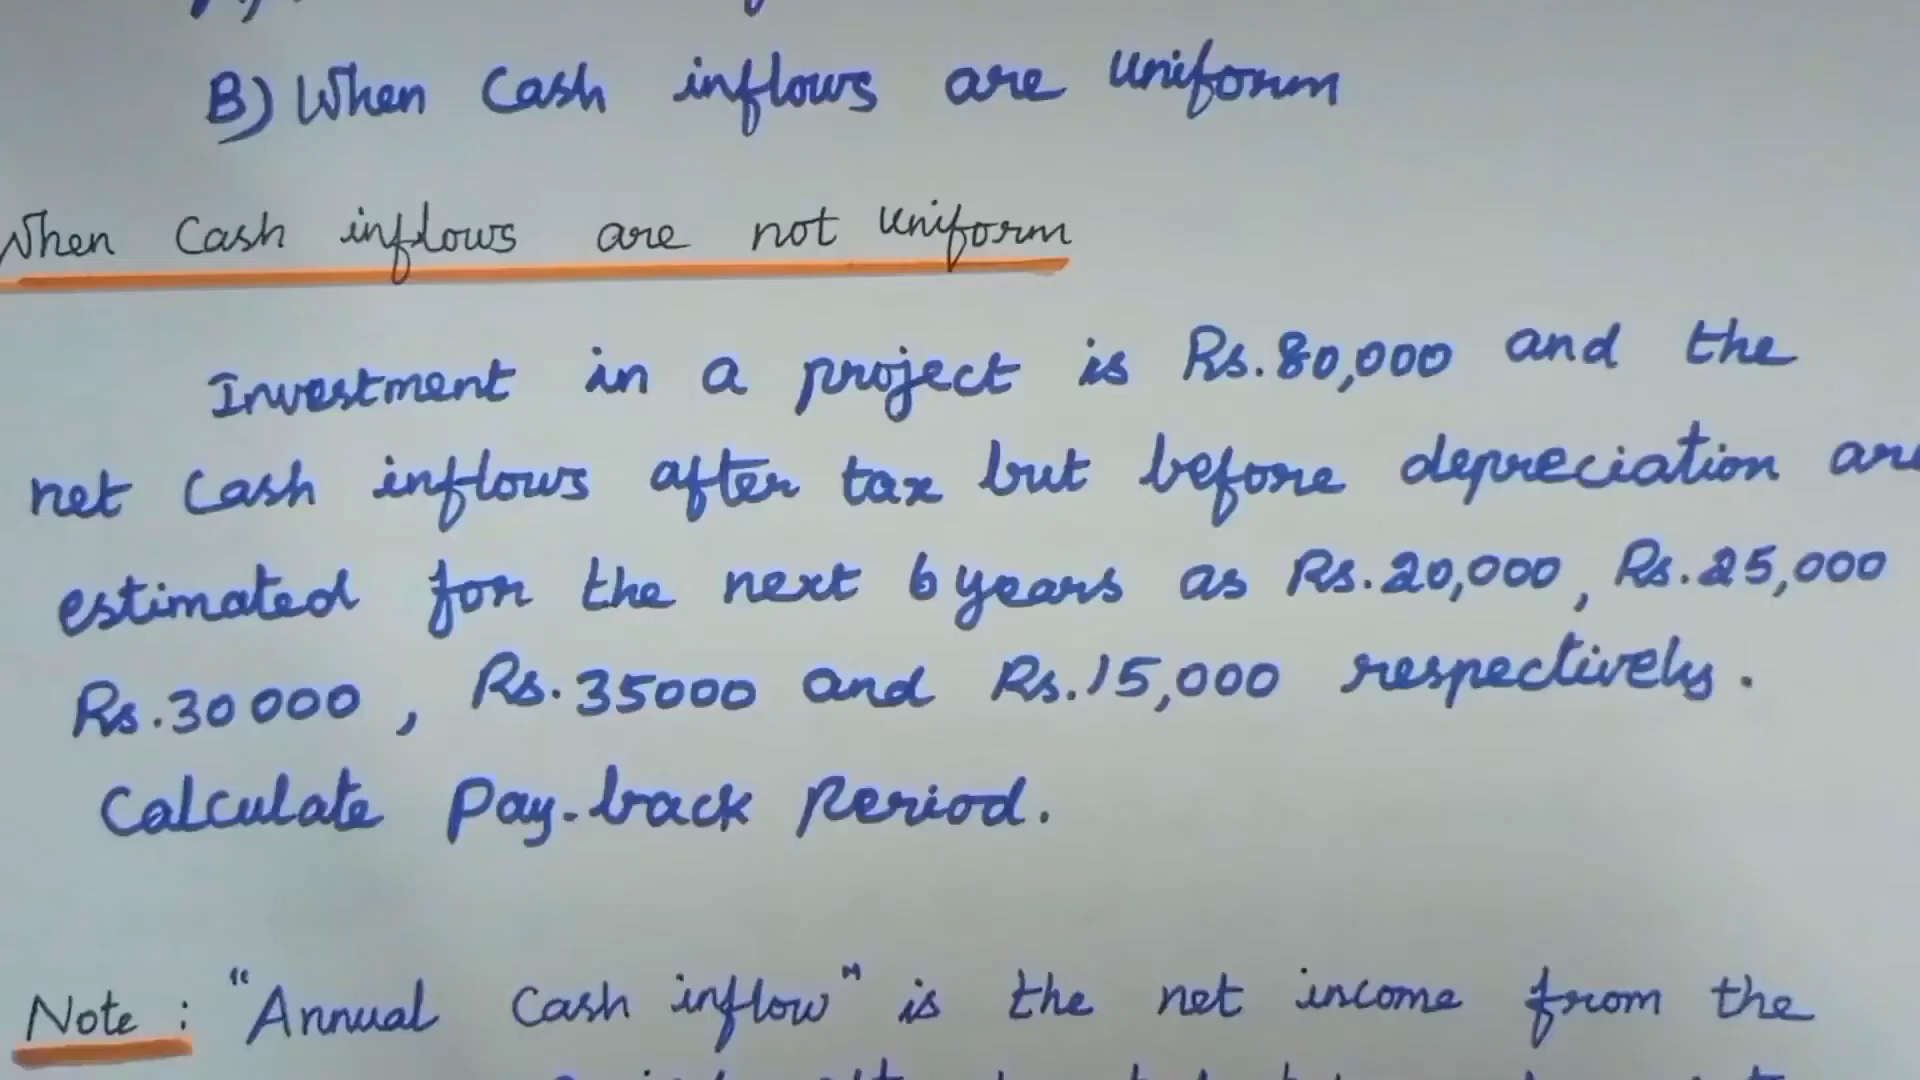 B) When Cash inflows are uniform
When Cash inflows are not uniform
Investment in a project is Rs.80,000 and the
net cash inflows after tax but before depreciation are
estimated for the next 6 years as Rs.20,000, Rs.25,000
Rs.30000, Rs.35000 and Rs.15,000 respectively.
Calculate Pay-back Period.
Note : "Annual Cash inflow" is the net income from the